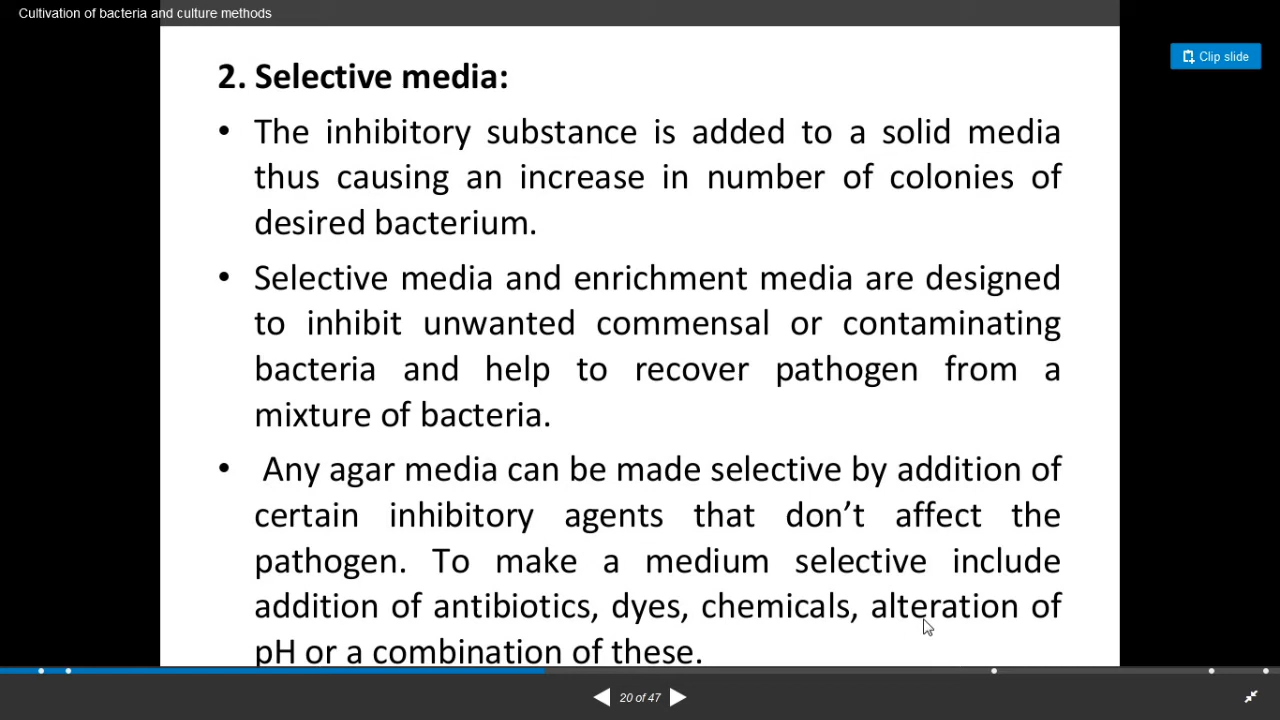 Cultivation of bacteria and culture methods
Clip slide
2. Selective media:
• The inhibitory substance is added to a solid media
thus causing an increase in number of colonies of
desired bacterium.
• Selective media and enrichment media are designed
to inhibit unwanted commensal or contaminating
bacteria and help to recover pathogen from a
mixture of bacteria.
• Any agar media can be made selective by addition of
certain inhibitory agents that don’t affect the
pathogen. To make a medium selective include
addition of antibiotics, dyes, chemicals, alteration of
pH or a combination of these.
20 of 47